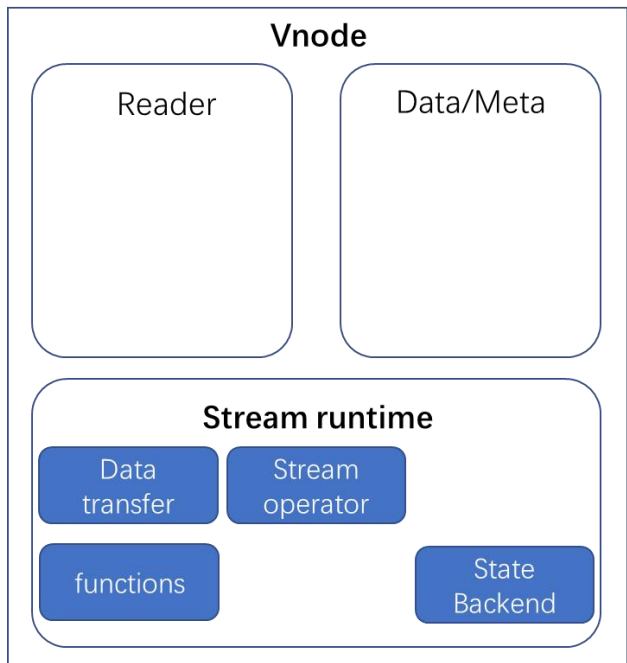 Vnode
Reader
Data/Meta
Stream runtime
Data
transfer
Stream
operator
functions
State
Backend